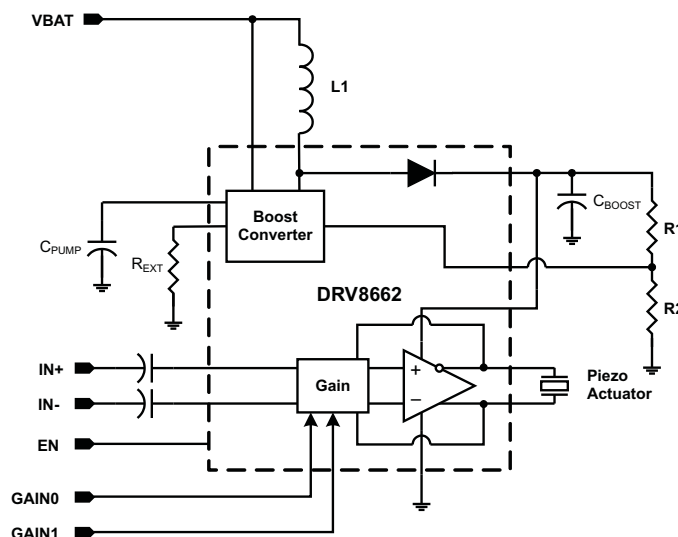 VBAT
L1
Boost
Converter
CBOOST
R1
CPUMP
REXT
DRV8662
R2
IN+
Gain
+
−
Piezo
Actuator
IN-
EN
GAIN0
GAIN1